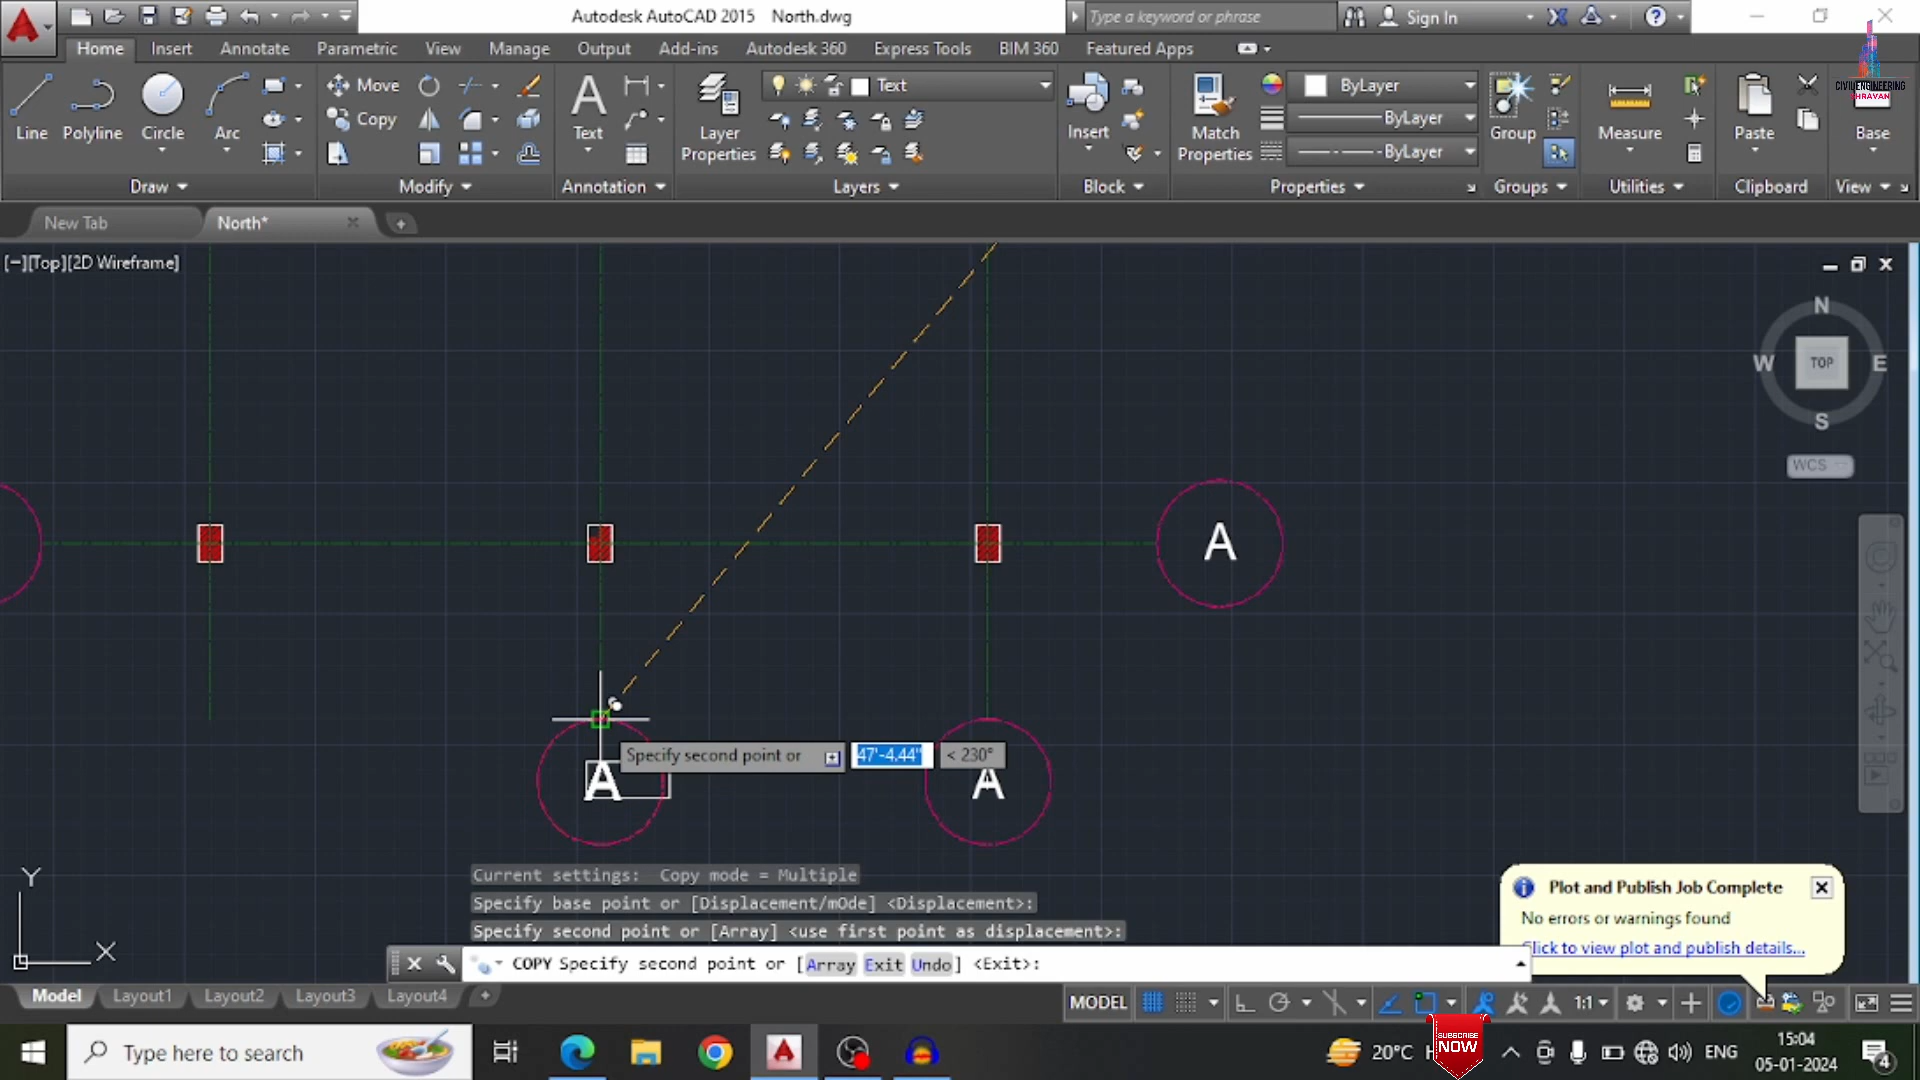 Autodesk AutoCAD 2015 North.dwg
Type a keyword or phrase
Sign In
Home Insert Annotate Parametric View Manage Output Add-ins Autodesk 360 Express Tools BIM 360 Featured Apps
CIVIL ENGINEERING
SHRAVAN
Line Polyline Circle Arc
Move
Copy
Text
Layer Properties
Text
Insert
Match Properties
ByLayer
ByLayer
ByLayer
Group
Measure
Paste
Base
Draw Modify Annotation Layers Block Properties Groups Utilities Clipboard View
New Tab North*
[−][Top][2D Wireframe]
N
W TOP E
S
WCS
A
A
A
Specify second point or 47'-4.44" < 230°
Y
X
Current settings: Copy mode = Multiple
Specify base point or [Displacement/mOde] <Displacement>:
Specify second point or [Array] <use first point as displacement>:
COPY Specify second point or [Array Exit Undo] <Exit>:
Plot and Publish Job Complete
No errors or warnings found
Click to view plot and publish details...
Model Layout1 Layout2 Layout3 Layout4
MODEL 1:1
Type here to search
20°C H
SUBSCRIBE
NOW
ENG
15:04
05-01-2024
4